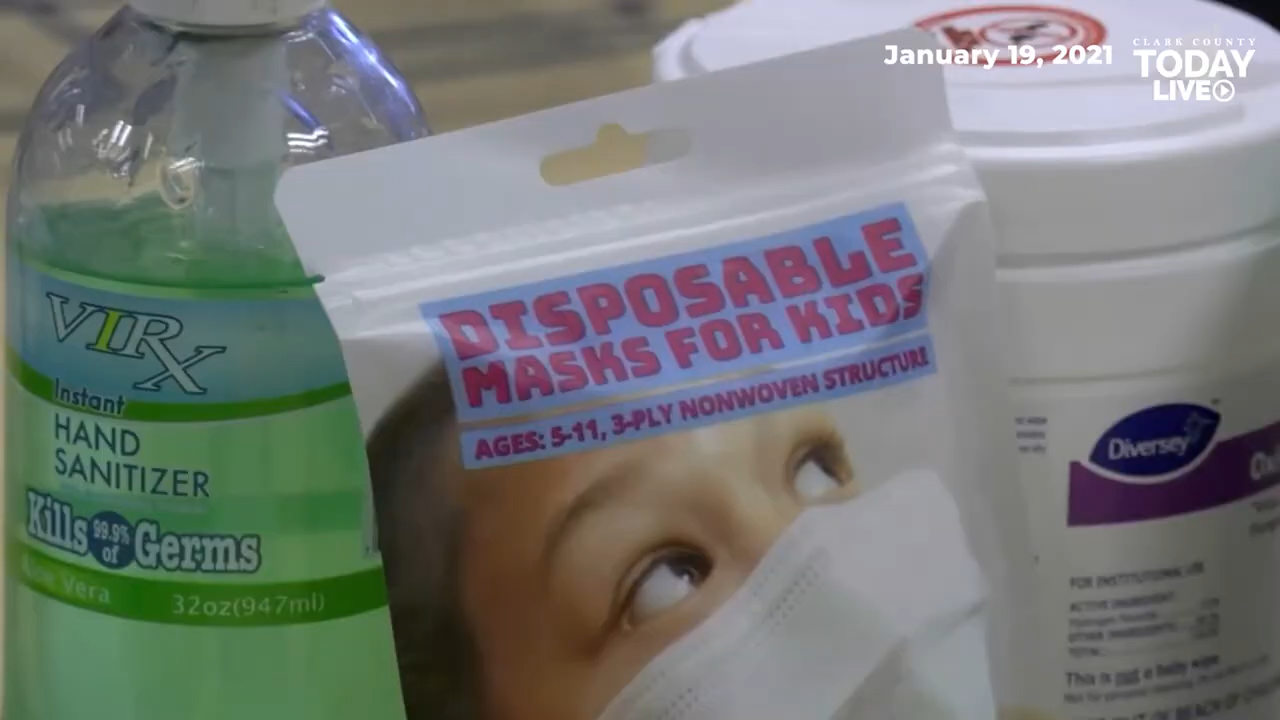 January 19, 2021
CLARK COUNTY
TODAY
LIVE
DISPOSABLE
MASKS FOR KIDS
AGES: 5-11, 3-PLY NONWOVEN STRUCTURE
VIRX
Instant
HAND
SANITIZER
Kills 99.9% of Germs
Vera
32oz(947ml)
Diversey
FOR INSTITUTIONAL USE
ACTIVE INGREDIENT:
OTHER INGREDIENTS:
TOTAL:
This is not a baby wipe